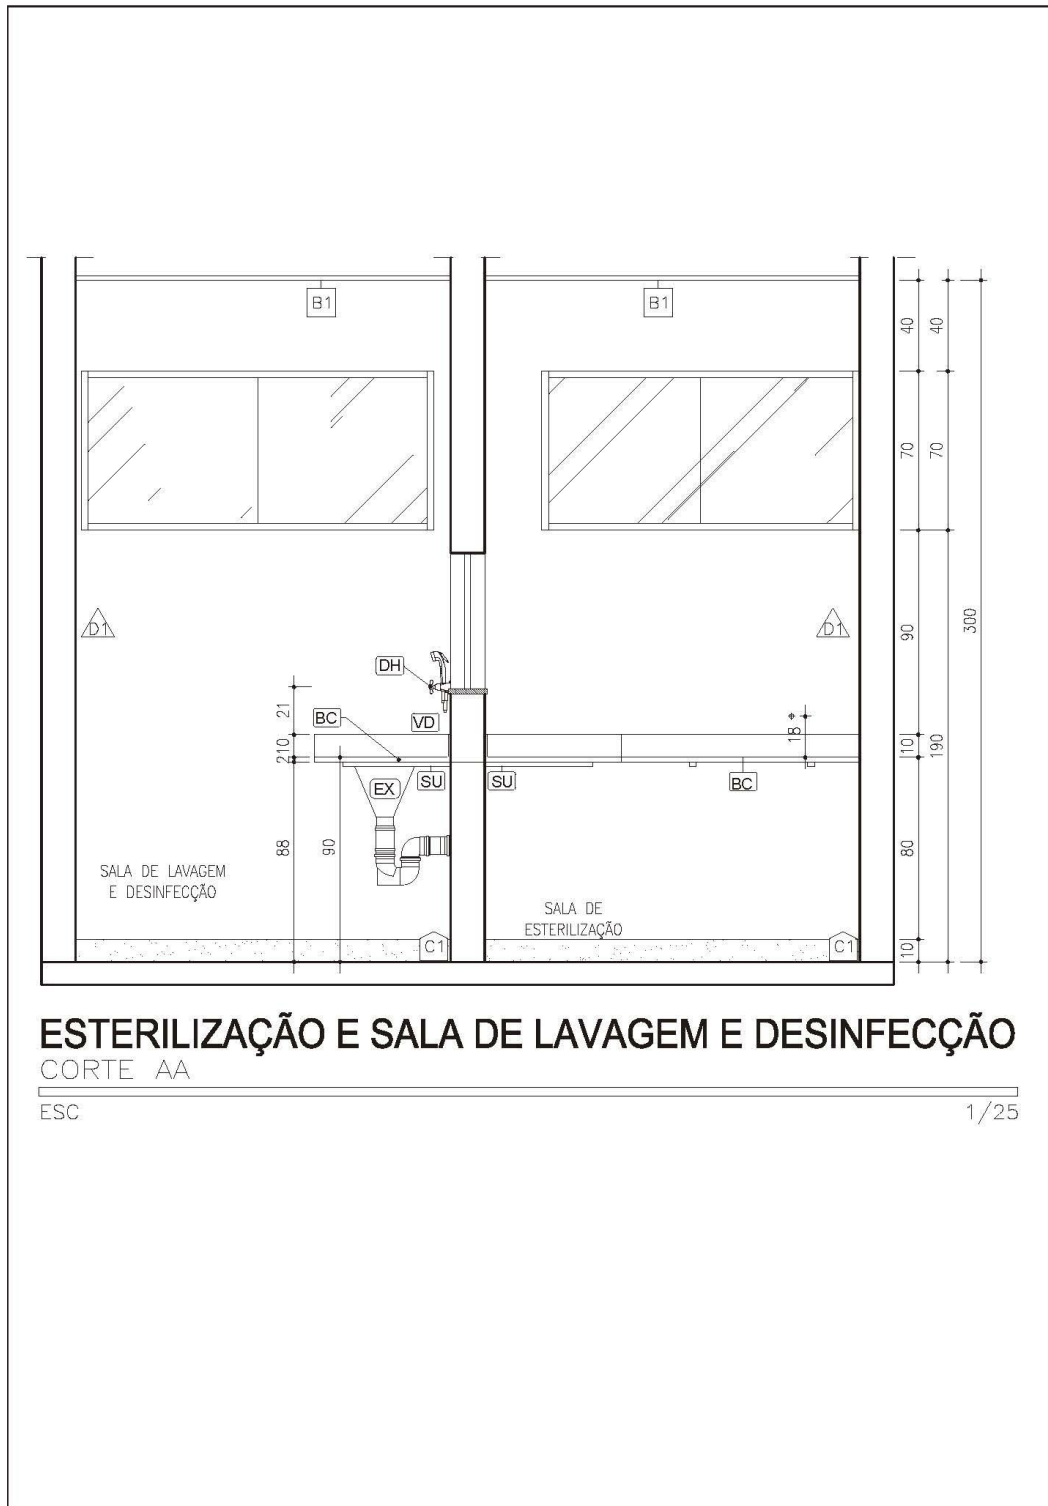 B1
B1
40
40
70
70
D1
D1
90
300
DH
21
BC
VD
18
210
10
190
SU
SU
BC
EX
88
90
80
SALA DE LAVAGEM
E DESINFECÇÃO
SALA DE
ESTERILIZAÇÃO
C1
C1
10
ESTERILIZAÇÃO E SALA DE LAVAGEM E DESINFECÇÃO
CORTE AA
ESC
1/25